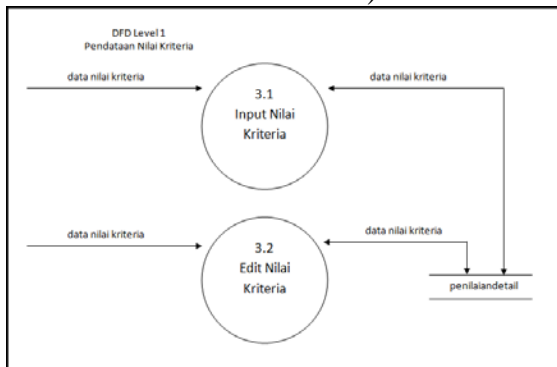 )
DFD Level 1
Pendataan Nilai Kriteria
data nilai kriteria
data nilai kriteria
3.1
Input Nilai
Kriteria
data nilai kriteria
data nilai kriteria
3.2
Edit Nilai
Kriteria
penilaiandetail